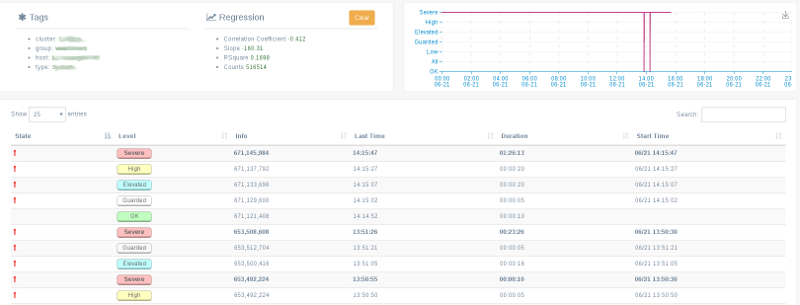 Tags
cluster:
group:
host:
type:
Regression
Clear
Correlation Coefficient -0.412
Slope -160.31
R'Square 0.1698
Counts 516514
Severe
High
Elevated
Guarded
Low
All
OK
00:00 02:00 04:00 06:00 08:00 10:00 12:00 14:00 16:00 18:00 20:00 22:00 23
06-21 06-21 06-21 06-21 06-21 06-21 06-21 06-21 06-21 06-21 06-21 06-21 06
Show 25 entries
Search:
State Level Info Last Time Duration Start Time
Severe 671,145,984 14:15:47 01:26:13 06/21 14:15:47
High 14:15:27 00:00:20 06/21 14:15:27
Elevated 14:15:07 00:00:20 06/21 14:15:07
Guarded 671,129,600 14:15:02 00:00:05 06/21 14:15:02
OK 671,121,408 14:14:52 00:00:10
Severe 653,508,608 13:51:26 00:23:26 06/21 13:50:30
Guarded 653,512,704 13:51:21 00:00:05 06/21 13:51:21
Elevated 653,500,416 13:51:05 00:00:16 06/21 13:51:05
Severe 653,492,224 13:50:55 00:00:10 06/21 13:50:30
High 653,492,224 13:50:50 00:00:05 06/21 13:50:50